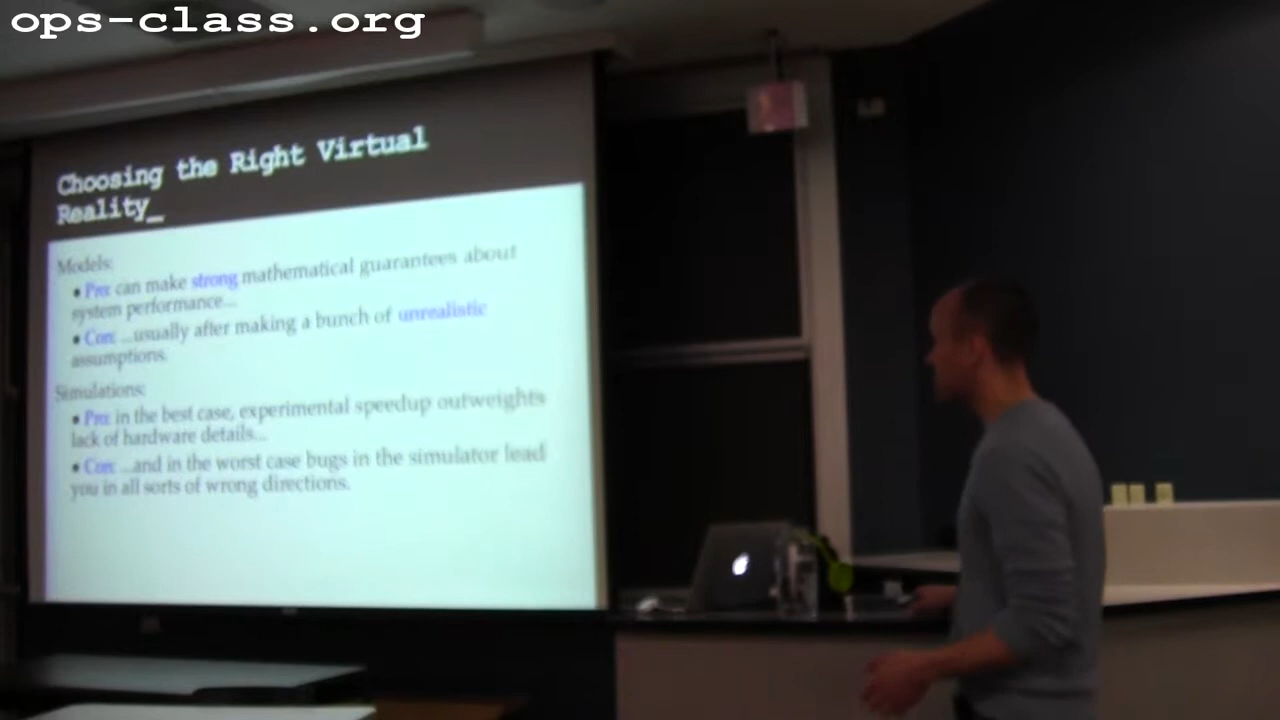 ops-class.org
Choosing the Right Virtual
Reality_
Models:
• Pro: can make strong mathematical guarantees about
system performance...
• Con: ...usually after making a bunch of unrealistic
assumptions.
Simulations:
• Pro: in the best case, experimental speedup outweights
lack of hardware details...
• Con: ...and in the worst case bugs in the simulator lead
you in all sorts of wrong directions.